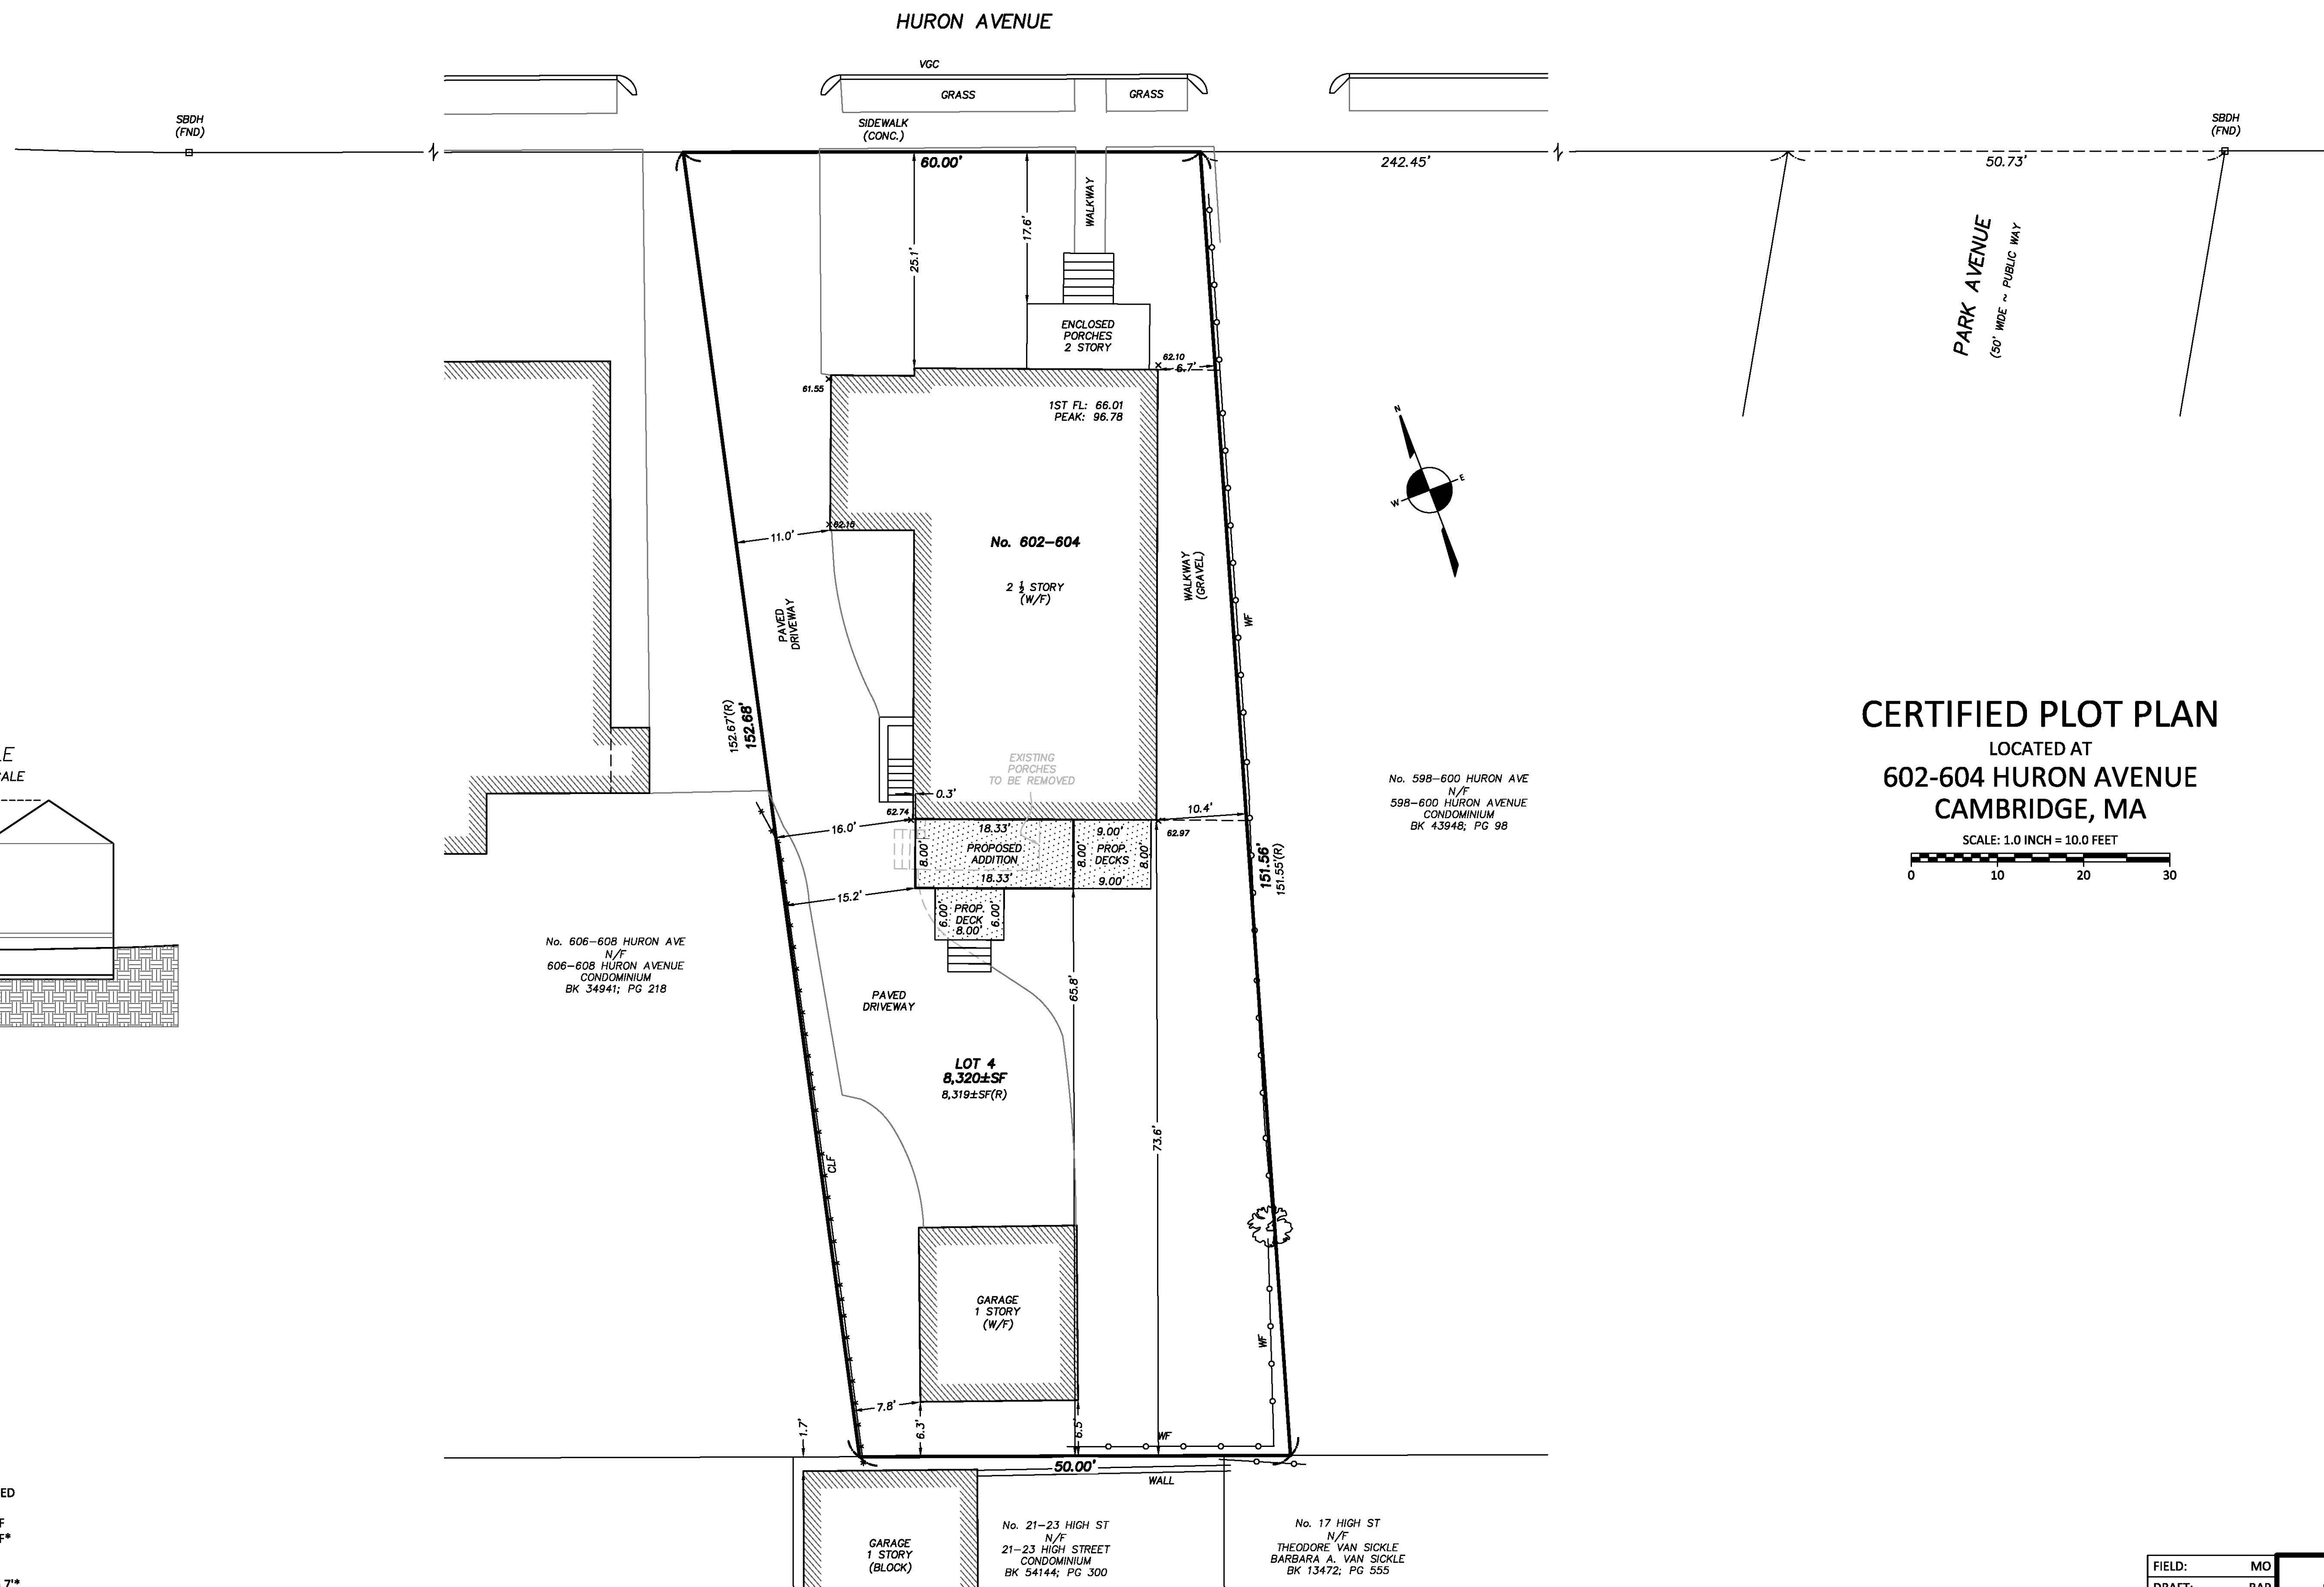 HURON AVENUE
VGC
GRASS
GRASS
SIDEWALK
(CONC.)
SBDH
(FND)
SBDH
(FND)
60.00'
242.45'
50.73'
WALKWAY
25.1'
17.6'
PARK AVENUE
(50' WIDE ~ PUBLIC WAY
ENCLOSED
PORCHES
2 STORY
62.10
6.7'
61.55
1ST FL: 66.01
PEAK: 96.78
N
E
W
62.15
11.0'
No. 602-604
2 1/2 STORY
(W/F)
WALKWAY
(GRAVEL)
WF
PAVED
DRIVEWAY
152.67'(R)
152.68'
EXISTING
PORCHES
TO BE REMOVED
0.3'
62.74
16.0'
18.33'
8.00'
PROPOSED
ADDITION
18.33'
9.00'
8.00'
PROP.
DECKS
8.00'
9.00'
10.4'
62.97
151.56'
151.55'(R)
15.2'
6.00'
PROP.
DECK
8.00'
6.00'
No. 598-600 HURON AVE
N/F
598-600 HURON AVENUE
CONDOMINIUM
BK 43948; PG 98
CERTIFIED PLOT PLAN
LOCATED AT
602-604 HURON AVENUE
CAMBRIDGE, MA
SCALE: 1.0 INCH = 10.0 FEET
0 10 20 30
LE
CALE
No. 606-608 HURON AVE
N/F
606-608 HURON AVENUE
CONDOMINIUM
BK 34941; PG 218
PAVED
DRIVEWAY
65.8'
73.6'
LOT 4
8,320±SF
8,319±SF(R)
CLF
GARAGE
1 STORY
(W/F)
WF
7.8'
1.7'
6.3'
6.5'
WF
50.00'
WALL
GARAGE
1 STORY
(BLOCK)
No. 21-23 HIGH ST
N/F
21-23 HIGH STREET
CONDOMINIUM
BK 54144; PG 300
No. 17 HIGH ST
N/F
THEODORE VAN SICKLE
BARBARA A. VAN SICKLE
BK 13472; PG 555
ED
F
F*
7'*
FIELD: MO
DRAFT: RAP